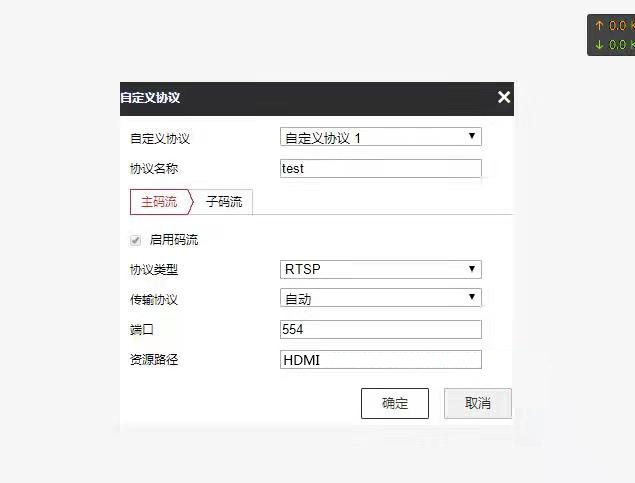 ↑ 0.0
↓ 0.0
自定义协议 ×
自定义协议 自定义协议 1
协议名称 test
主码流 子码流
启用码流
协议类型 RTSP
传输协议 自动
端口 554
资源路径 HDMI
确定 取消